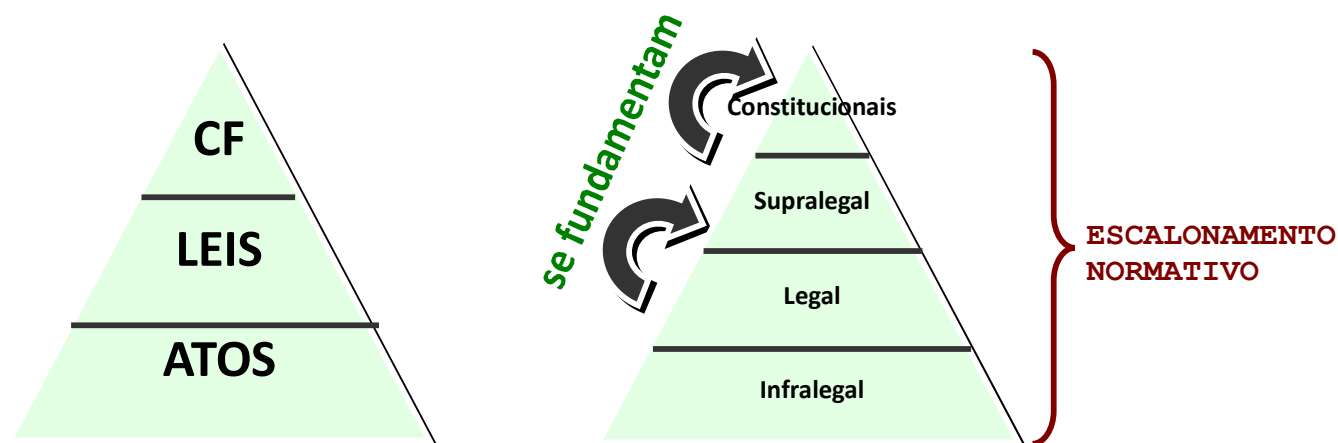 CF
LEIS
ATOS
se fundamentam
Constitucionais
Supralegal
Legal
Infralegal
ESCALONAMENTO
NORMATIVO